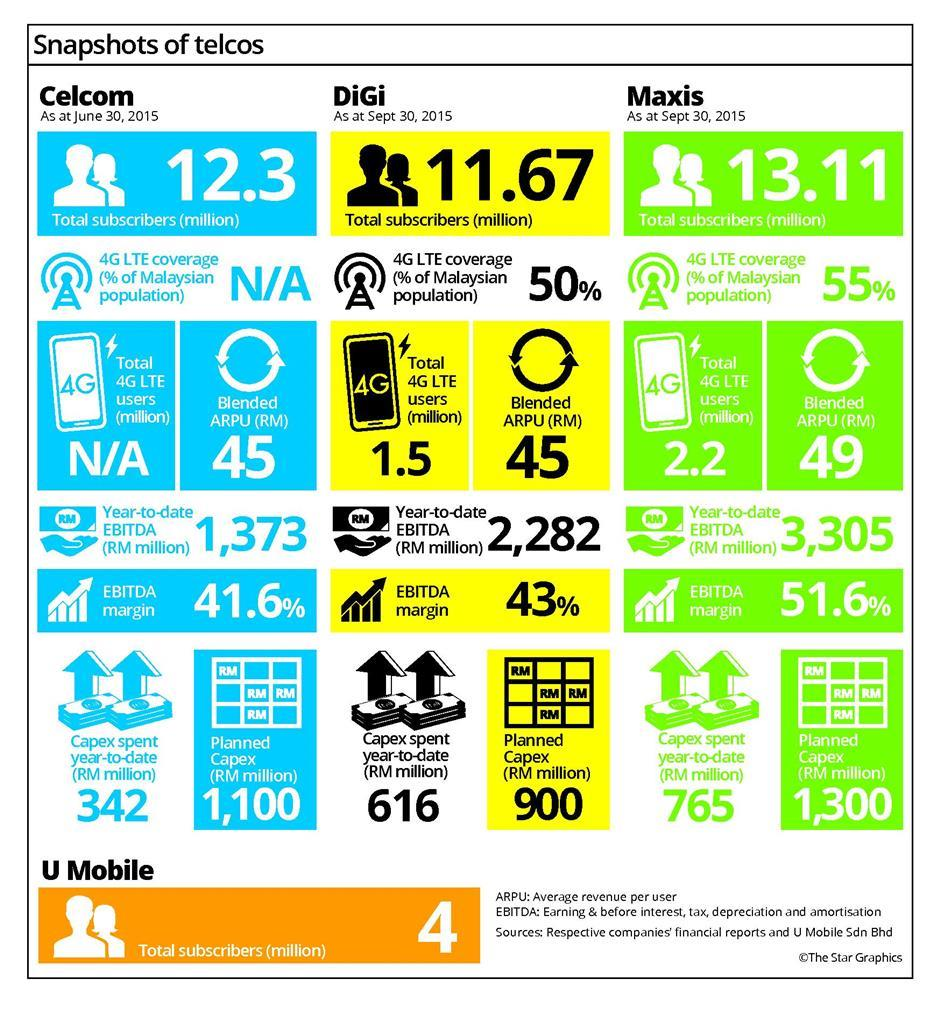 Snapshots of telcos
Celcom
As at June 30, 2015
12.3
Total subscribers (million)
4G LTE coverage
(% of Malaysian
population)
N/A
4G
Total
4G LTE
users
(million)
N/A
Blended
ARPU (RM)
45
RM
Year-to-date
EBITDA
(RM million)
1,373
EBITDA
margin
41.6%
Capex spent
year-to-date
(RM million)
342
RM
RM RM
RM
Planned
Capex
(RM million)
1,100
DiGi
As at Sept 30, 2015
11.67
Total subscribers (million)
4G LTE coverage
(% of Malaysian
population)
50%
4G
Total
4G LTE
users
(million)
1.5
Blended
ARPU (RM)
45
RM
Year-to-date
EBITDA
(RM million)
2,282
EBITDA
margin
43%
Capex spent
year-to-date
(RM million)
616
RM
RM RM
RM
Planned
Capex
(RM million)
900
Maxis
As at Sept 30, 2015
13.11
Total subscribers (million)
4G LTE coverage
(% of Malaysian
population)
55%
4G
Total
4G LTE
users
(million)
2.2
Blended
ARPU (RM)
49
RM
Year-to-date
EBITDA
(RM million)
3,305
EBITDA
margin
51.6%
Capex spent
year-to-date
(RM million)
765
RM
RM RM
RM
Planned
Capex
(RM million)
1,300
U Mobile
Total subscribers (million)
4
ARPU: Average revenue per user
EBITDA: Earning & before interest, tax, depreciation and amortisation
Sources: Respective companies' financial reports and U Mobile Sdn Bhd
©The Star Graphics